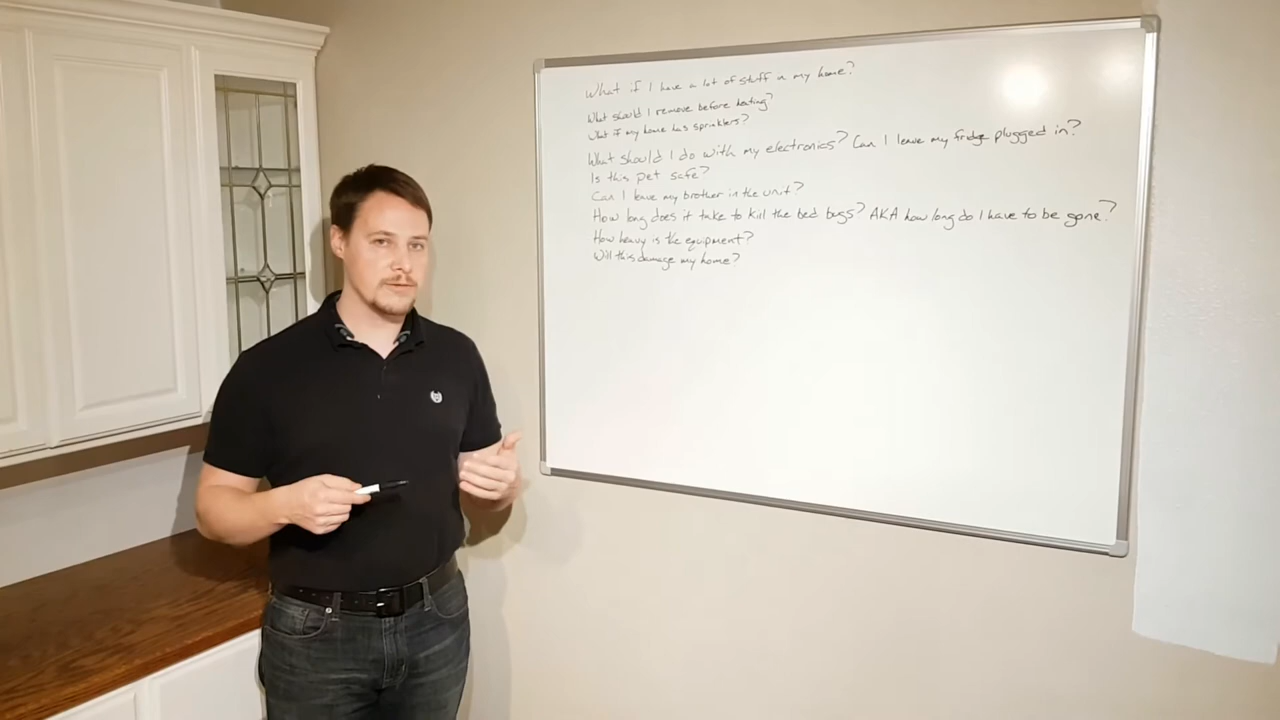 What if I have a lot of stuff in my home?
What should I remove before heating?
What if my home has sprinklers?
What should I do with my electronics? Can I leave my fridge plugged in?
Is this pet safe?
Can I leave my brother in the unit?
How long does it take to kill the bed bugs? AKA how long do I have to be gone?
How heavy is the equipment?
Will this damage my home?